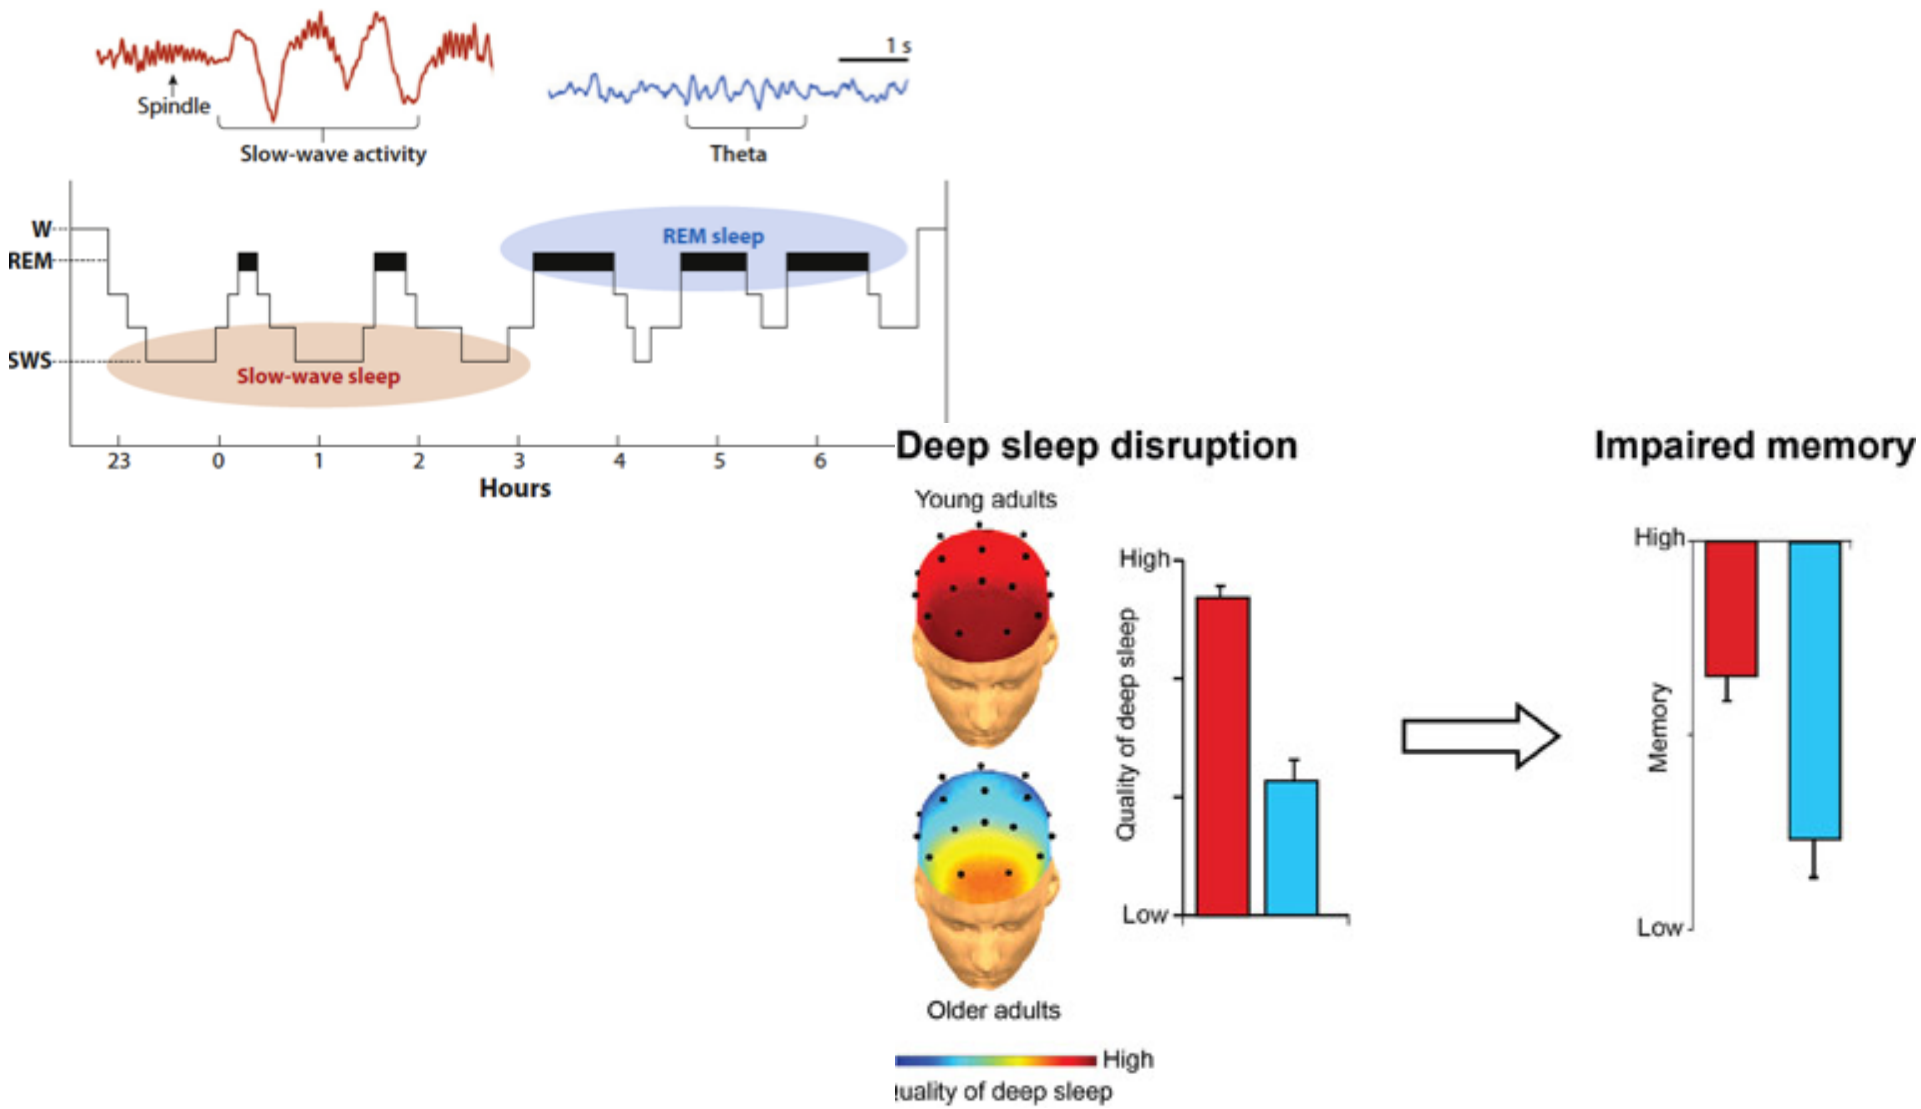 1 s
Spindle
Slow-wave activity
Theta
W
REM
SWS
REM sleep
Slow-wave sleep
23 0 1 2 3 4 5 6
Hours
Deep sleep disruption
Impaired memory
Young adults
High
Quality of deep sleep
Low
High
Memory
Low
Older adults
High
uality of deep sleep